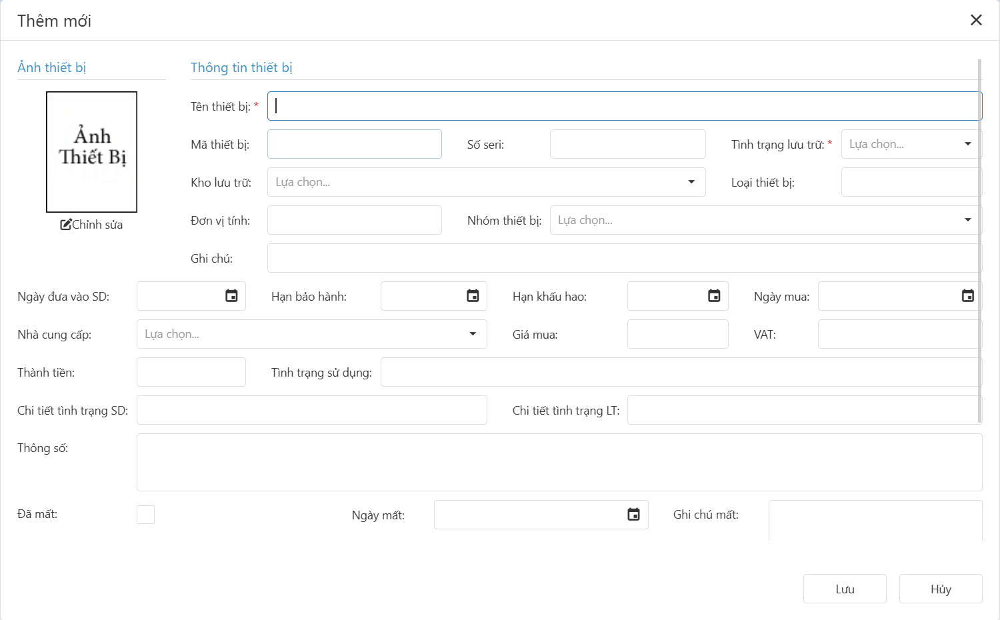 Thêm mới
Ảnh thiết bị
Thông tin thiết bị
Ảnh
Thiết Bị
Chỉnh sửa
Tên thiết bị: *
Mã thiết bị:
Số seri:
Tình trạng lưu trữ: *
Lựa chọn...
Kho lưu trữ:
Lựa chọn...
Loại thiết bị:
Đơn vị tính:
Nhóm thiết bị:
Lựa chọn...
Ghi chú:
Ngày đưa vào SD:
Hạn bảo hành:
Hạn khấu hao:
Ngày mua:
Nhà cung cấp:
Lựa chọn...
Giá mua:
VAT:
Thành tiền:
Tình trạng sử dụng:
Chi tiết tình trạng SD:
Chi tiết tình trạng LT:
Thông số:
Đã mất:
Ngày mất:
Ghi chú mất:
Lưu
Hủy